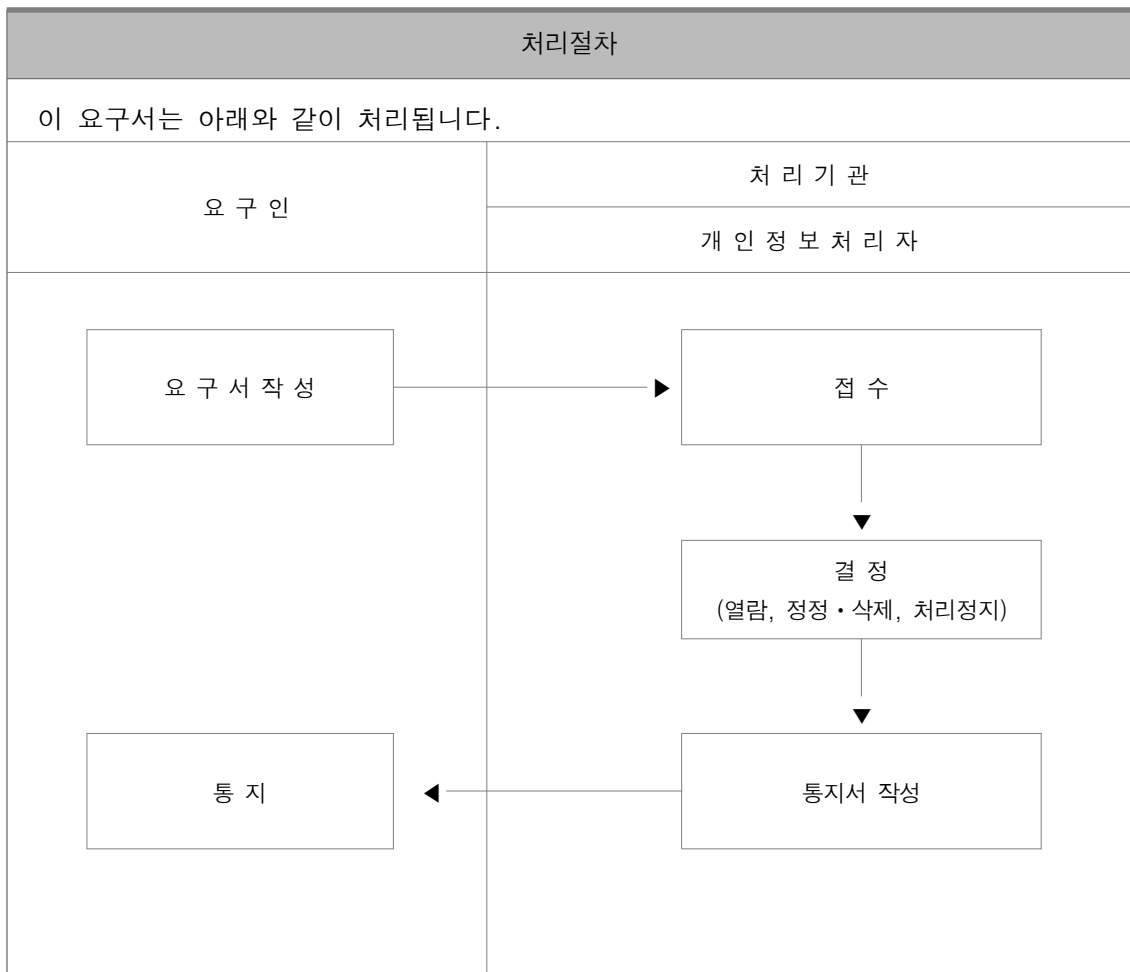 처리절차
이 요구서는 아래와 같이 처리됩니다.
요 구 인
처 리 기 관
개 인 정 보 처 리 자
요 구 서 작 성
접 수
결 정
(열람, 정정·삭제, 처리정지)
통 지
통지서 작성